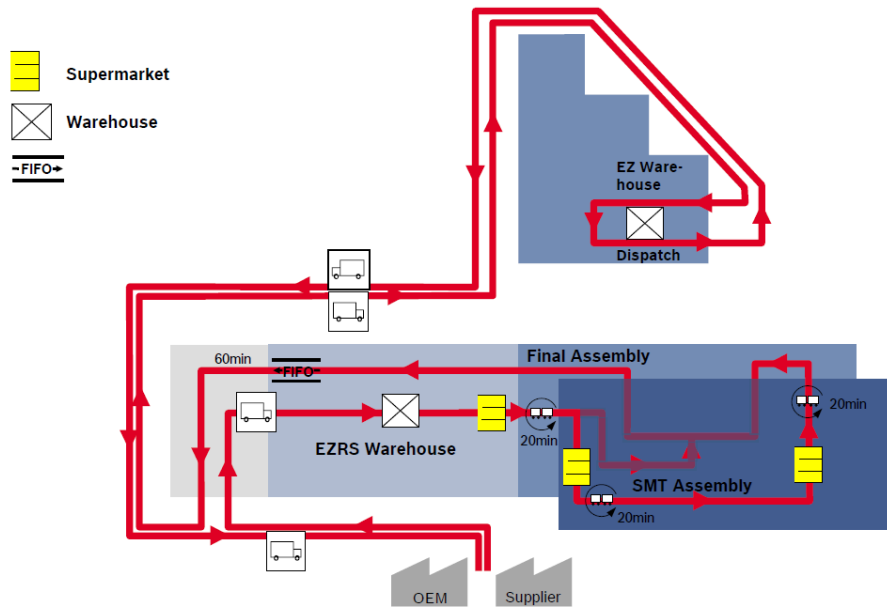 Supermarket
Warehouse
FIFO
EZ Ware-
house
Dispatch
60min
FIFO
Final Assembly
20min
EZRS Warehouse
20min
SMT Assembly
20min
OEM
Supplier